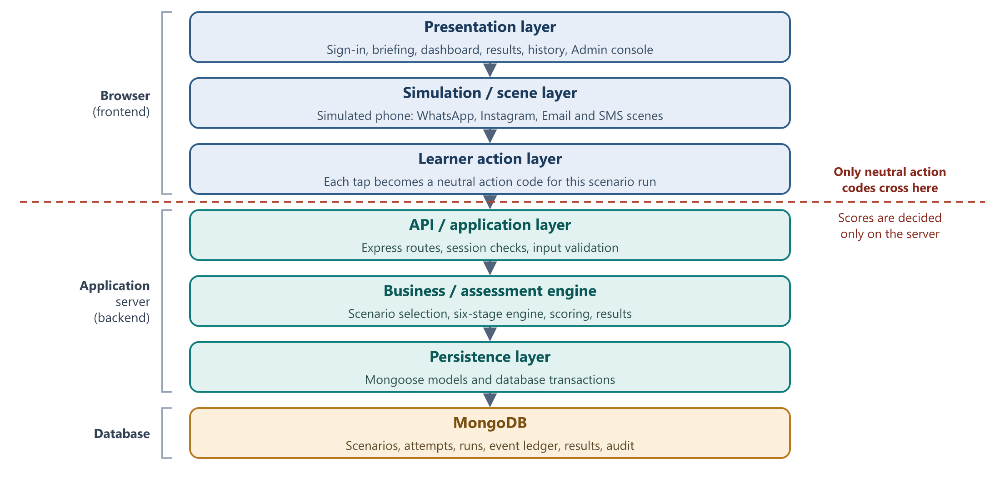 Presentation layer
Sign-in, briefing, dashboard, results, history, Admin console
Simulation / scene layer
Simulated phone: WhatsApp, Instagram, Email and SMS scenes
Browser
(frontend)
Learner action layer
Each tap becomes a neutral action code for this scenario run
Only neutral action
codes cross here
API / application layer
Express routes, session checks, input validation
Scores are decided
only on the server
Business / assessment engine
Scenario selection, six-stage engine, scoring, results
Application
server
(backend)
Persistence layer
Mongoose models and database transactions
MongoDB
Scenarios, attempts, runs, event ledger, results, audit
Database